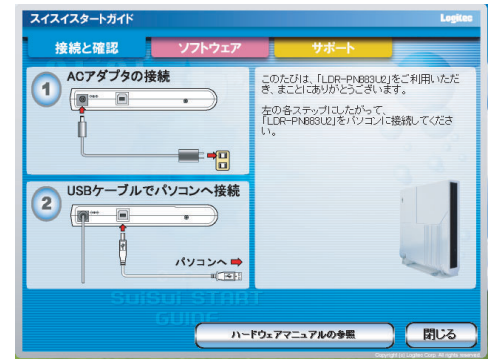 スイスイスタートガイド
Logitec
接続と確認
ソフトウェア
サポート
1
ACアダプタの接続
2
USBケーブルでパソコンへ接続
パソコンへ
このたびは、「LDR-PNB83U2」をご利用いただ
き、まことにありがとうございます。
左の各ステップにしたがって、
「LDR-PNB83U2」をパソコンに接続してくださ
い。
SuiSui START
GUIDE
ハードウェアマニュアルの参照
閉じる
Copyright (c) Logitec Corp. All rights reserved.